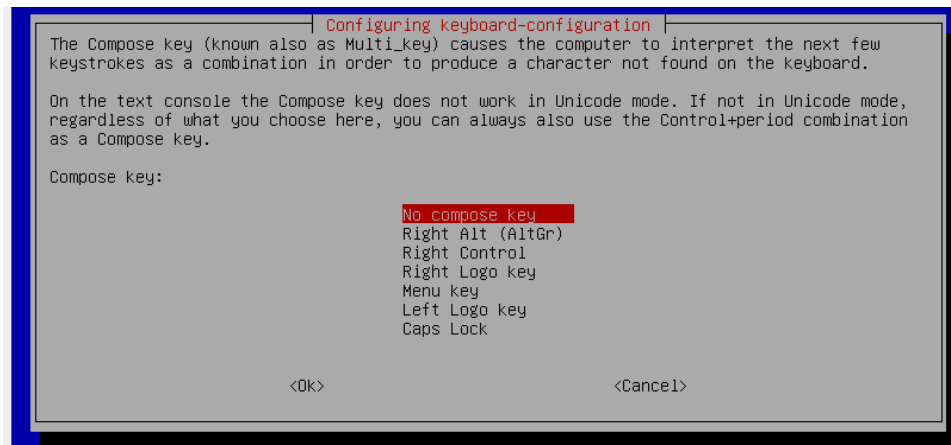 Configuring keyboard-configuration
The Compose key (known also as Multi_key) causes the computer to interpret the next few
keystrokes as a combination in order to produce a character not found on the keyboard.
On the text console the Compose key does not work in Unicode mode. If not in Unicode mode,
regardless of what you choose here, you can always also use the Control+period combination
as a Compose key.
Compose key:
No compose key
Right Alt (AltGr)
Right Control
Right Logo key
Menu key
Left Logo key
Caps Lock
<Ok> <Cancel>